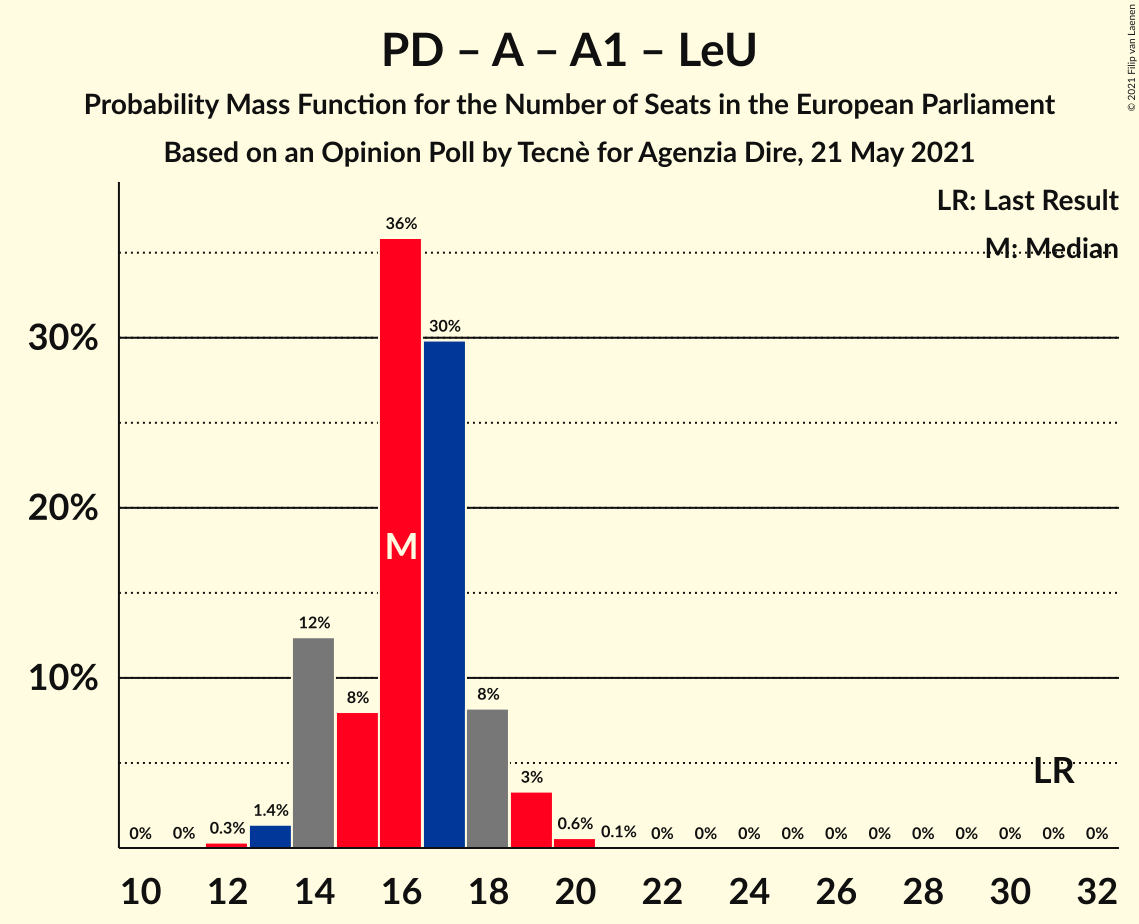 PD – A – A1 – LeU
Probability Mass Function for the Number of Seats in the European Parliament
Based on an Opinion Poll by Tecnè for Agenzia Dire, 21 May 2021
© 2021 Filip van Laenen
LR: Last Result
M: Median
30%
20%
10%
0%
0%
0.3%
1.4%
12%
8%
36%
30%
8%
3%
0.6%
0.1%
0%
0%
0%
0%
0%
0%
0%
0%
0%
0%
0%
M
LR
10 12 14 16 18 20 22 24 26 28 30 32